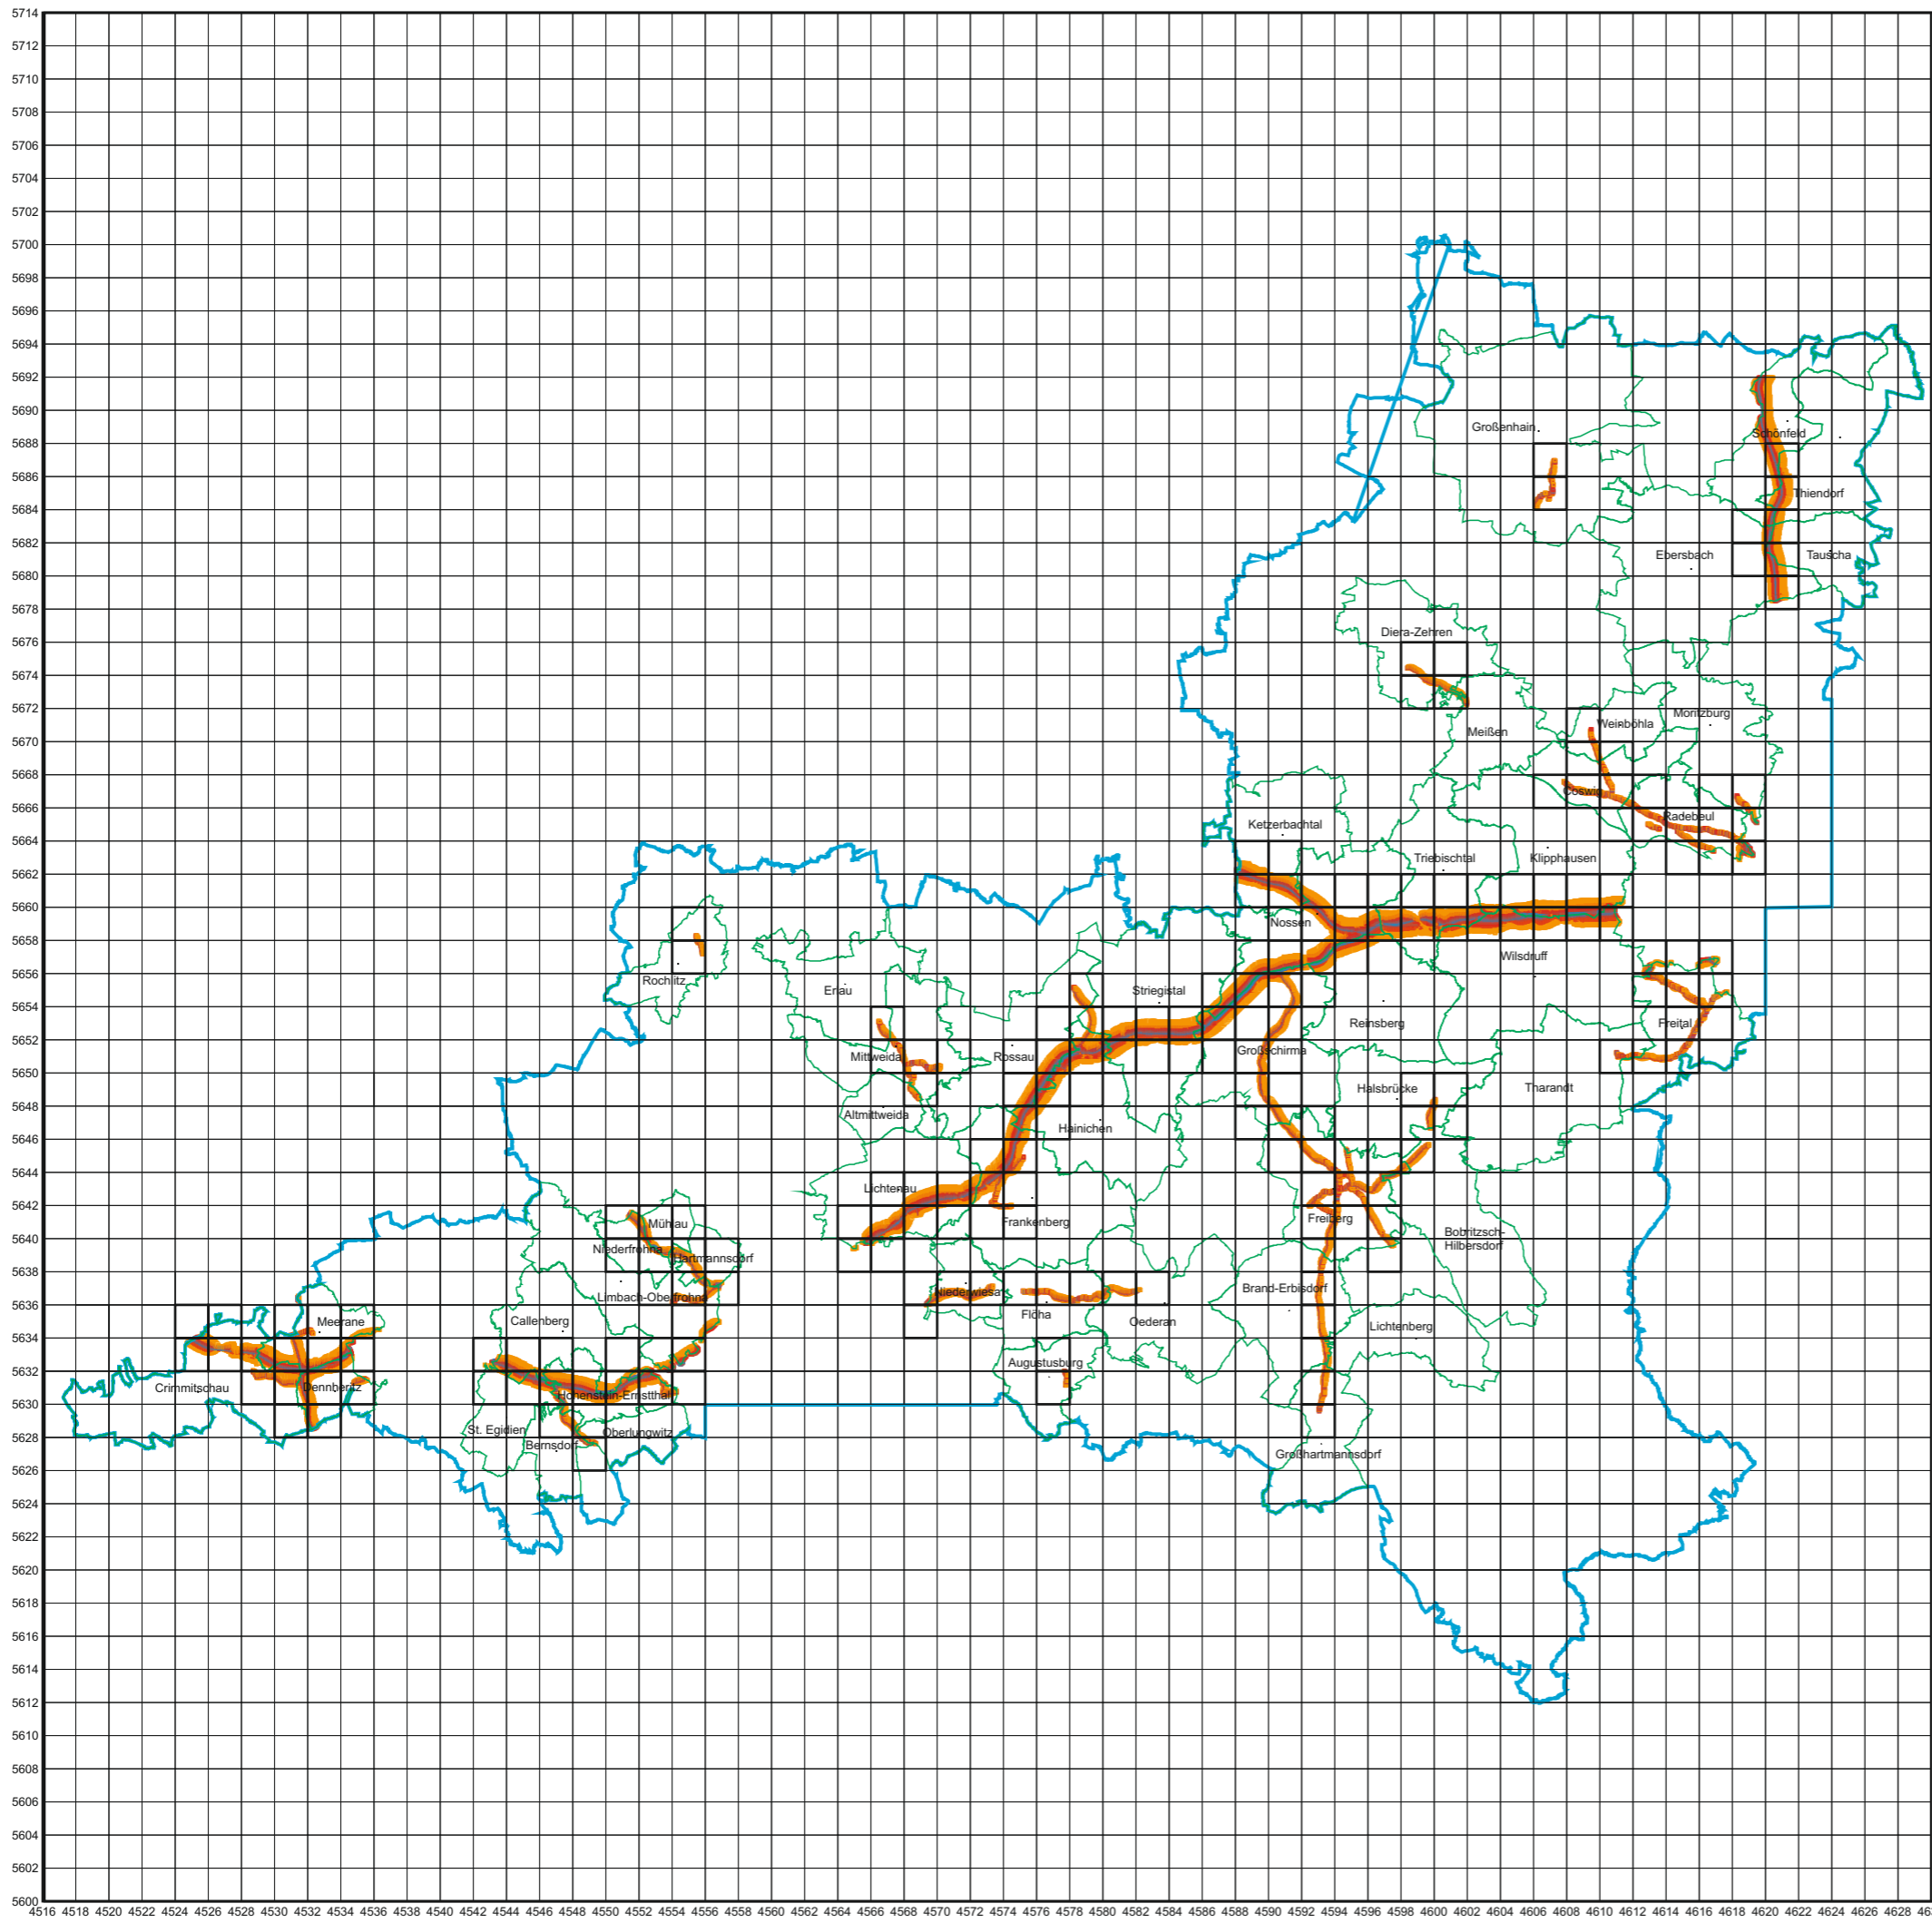 5714
5712
5710
5708
5706
5704
5702
5700
5698
5696
5694
5692
5690
Großenhain
5688
Schönfeld
5686
Thiendorf
5684
5682
Ebersbach
Tauscha
5680
5678
Diera-Zehren
5676
5674
5672
Moritzburg
Weinböhla
Meißen
5670
5668
Coswig
5666
Radebeul
Ketzerbachtal
5664
Triebischtal
Klipphausen
5662
5660
Nossen
5658
Wilsdruff
5656
Rochlitz
Erlau
Striegistal
5654
Reinsberg
Freital
5652
Mittweida
Rossau
Großschirma
5650
Halsbrücke
Tharandt
5648
Altmittweida
Hainichen
5646
5644
Lichtenau
5642
Mühlau
Frankenberg
Freiberg
Bobritzsch-
Hilbersdorf
5640
Niederfrohna
Hartmannsdorf
5638
Niederwiesa
Brand-Erbisdorf
Limbach-Oberfrohna
5636
Meerane
Callenberg
Flöha
Oederan
Lichtenberg
5634
Augustusburg
5632
Crimmitschau
Dennheritz
Hohenstein-Ernstthal
5630
St. Egidien
Oberlungwitz
5628
Bernsdorf
Großhartmannsdorf
5626
5624
5622
5620
5618
5616
5614
5612
5610
5608
5606
5604
5602
5600
4516 4518 4520 4522 4524 4526 4528 4530 4532 4534 4536 4538 4540 4542 4544 4546 4548 4550 4552 4554 4556 4558 4560 4562 4564 4566 4568 4570 4572 4574 4576 4578 4580 4582 4584 4586 4588 4590 4592 4594 4596 4598 4600 4602 4604 4606 4608 4610 4612 4614 4616 4618 4620 4622 4624 4626 4628